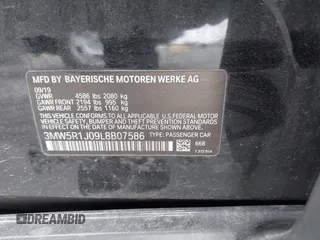 MFD BY BAYERISCHE MOTOREN WERKE AG
09/19
GVWR 4586 lbs 2080 kg
GAWR FRONT 2194 lbs 995 kg
GAWR REAR 2557 lbs 1160 kg
THIS VEHICLE CONFORMS TO ALL APPLICABLE FEDERAL MOTOR VEHICLE
SAFETY, BUMPER, AND THEFT PREVENTION STANDARDS IN
EFFECT ON THE DATE OF MANUFACTURE SHOWN ABOVE.
3MW5R1J09L8B07586 TYPE: PASSENGER CAR
668
DREAMBID